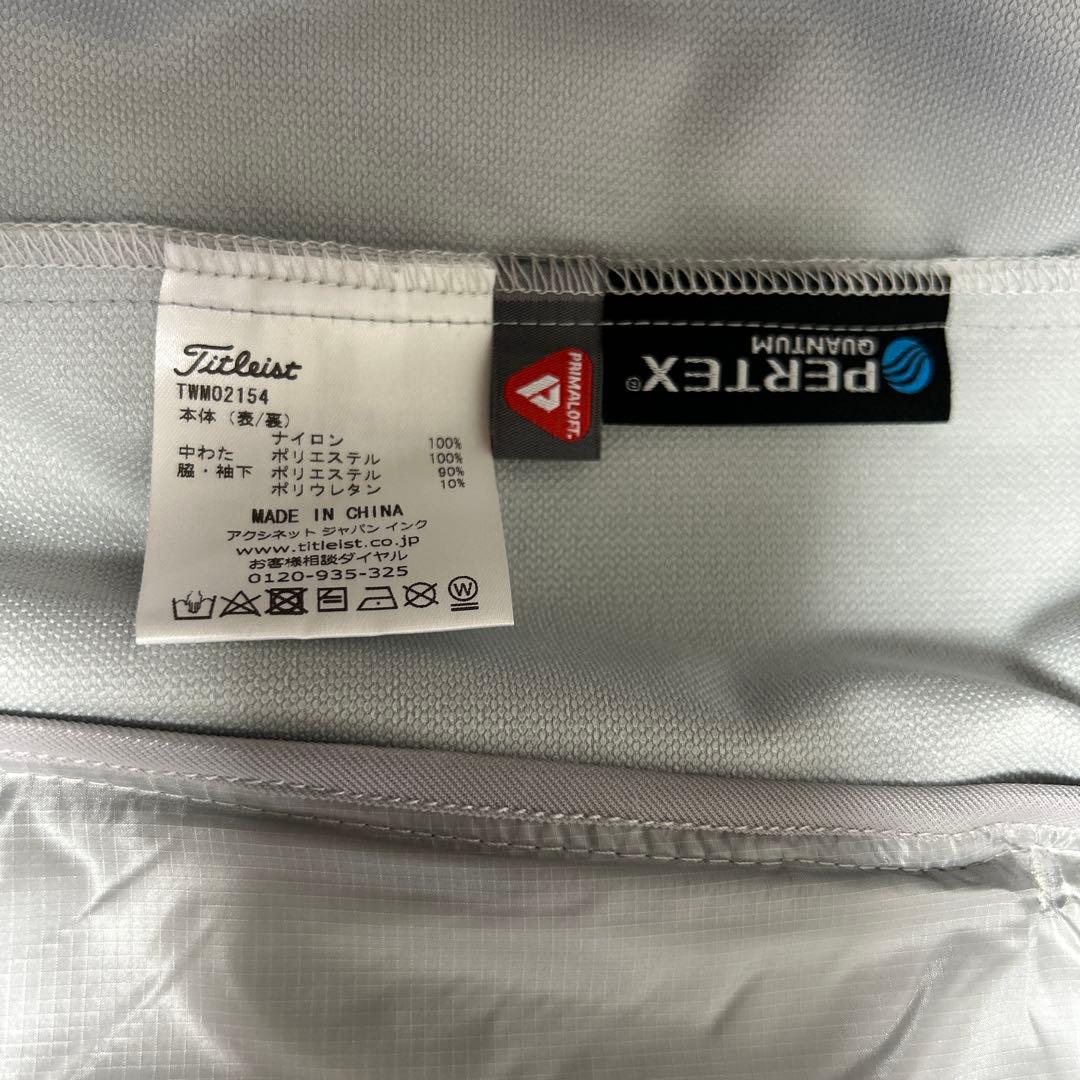 Titleist
TWMO2154
本体（表/裏）
ナイロン 100%
中わた ポリエステル 100%
脇・袖下 ポリエステル 90%
ポリウレタン 10%
MADE IN CHINA
アクシネット ジャパン インク
www.titleist.co.jp
お客様相談ダイヤル
0120-935-325
W
PRIMALOFT
PERTEX®
QUANTUM